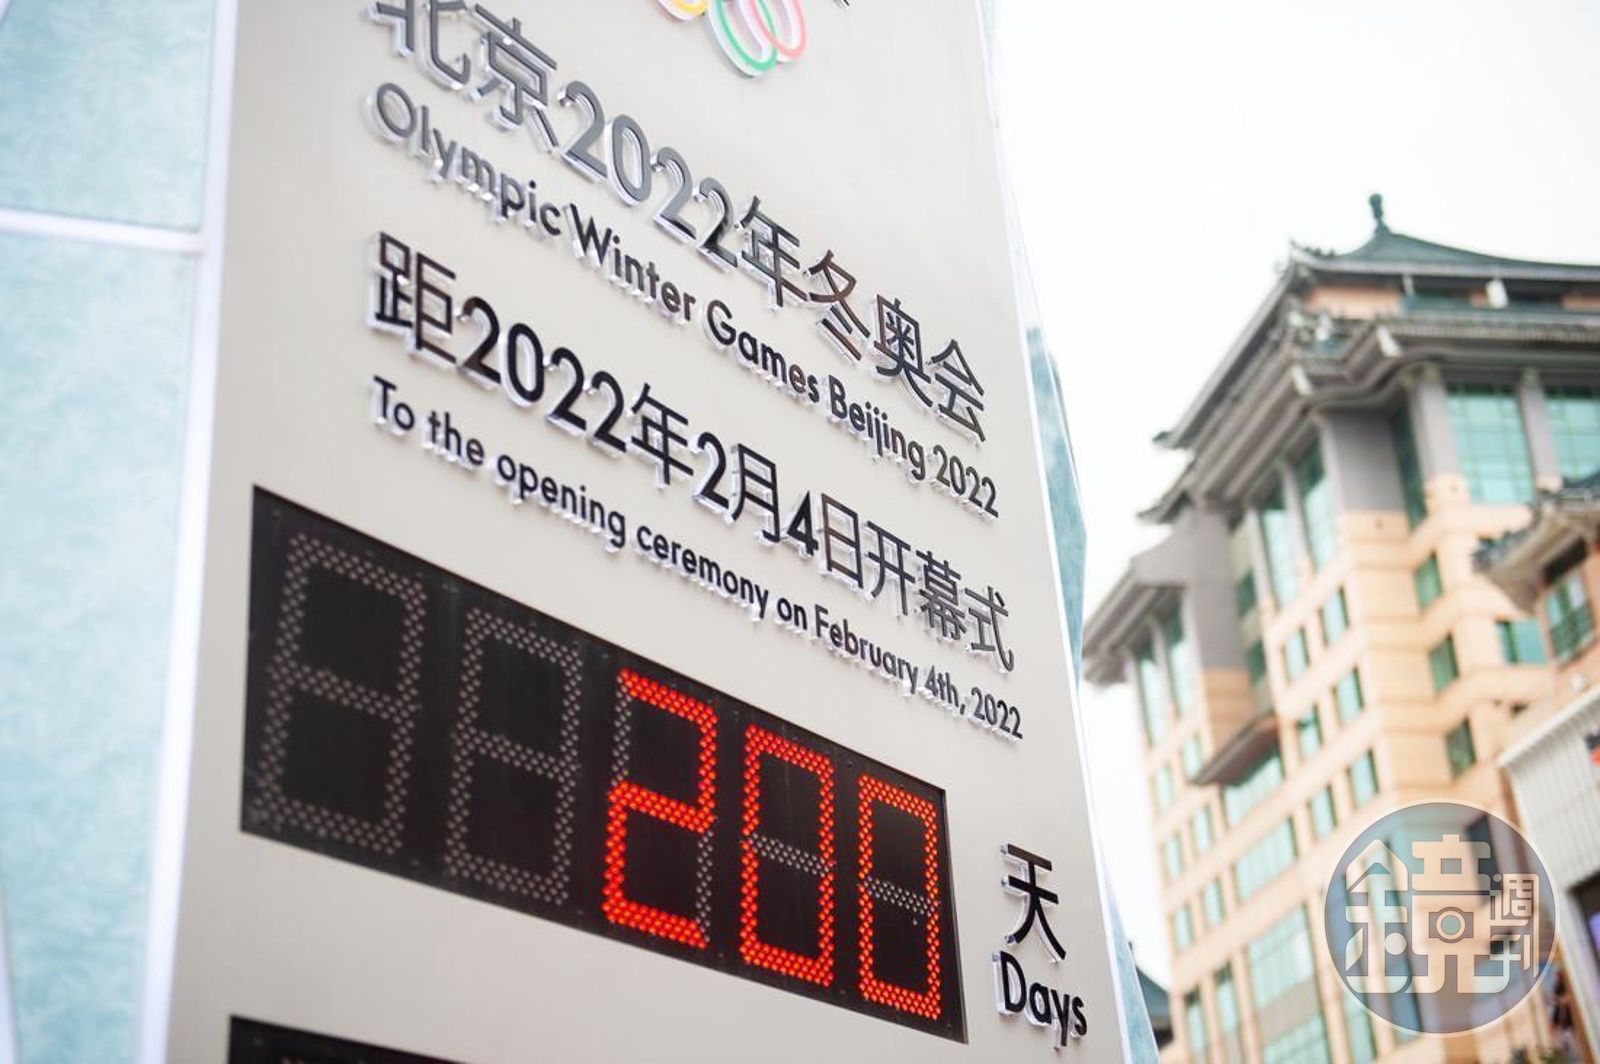 北京2022年冬奥会
Olympic Winter Games Beijing 2022
距2022年2月4日开幕式
To the opening ceremony on February 4th, 2022
200
天
Days
鏡週刊